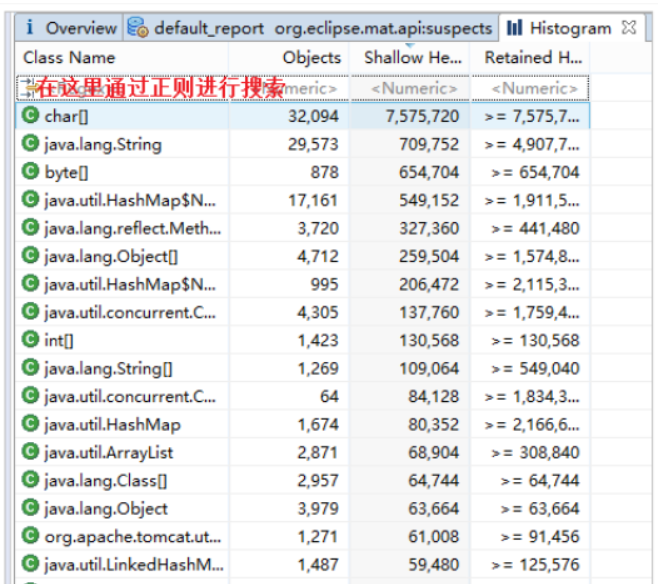 i Overview default_report org.eclipse.mat.api:suspects Histogram
Class Name Objects Shallow He... Retained H...
在这里通过正则进行搜索 <Numeric> <Numeric>
char[] 32,094 7,575,720 >= 7,575,7...
java.lang.String 29,573 709,752 >= 4,907,7...
byte[] 878 654,704 >= 654,704
java.util.HashMap$N... 17,161 549,152 >= 1,911,5...
java.lang.reflect.Meth... 3,720 327,360 >= 441,480
java.lang.Object[] 4,712 259,504 >= 1,574,8...
java.util.HashMap$N... 995 206,472 >= 2,115,3...
java.util.concurrent.C... 4,305 137,760 >= 1,759,4...
int[] 1,423 130,568 >= 130,568
java.lang.String[] 1,269 109,064 >= 549,040
java.util.concurrent.C... 64 84,128 >= 1,834,3...
java.util.HashMap 1,674 80,352 >= 2,166,6...
java.util.ArrayList 2,871 68,904 >= 308,840
java.lang.Class[] 2,957 64,744 >= 64,744
java.lang.Object 3,979 63,664 >= 63,664
org.apache.tomcat.ut... 1,271 61,008 >= 91,456
java.util.LinkedHashM... 1,487 59,480 >= 125,576